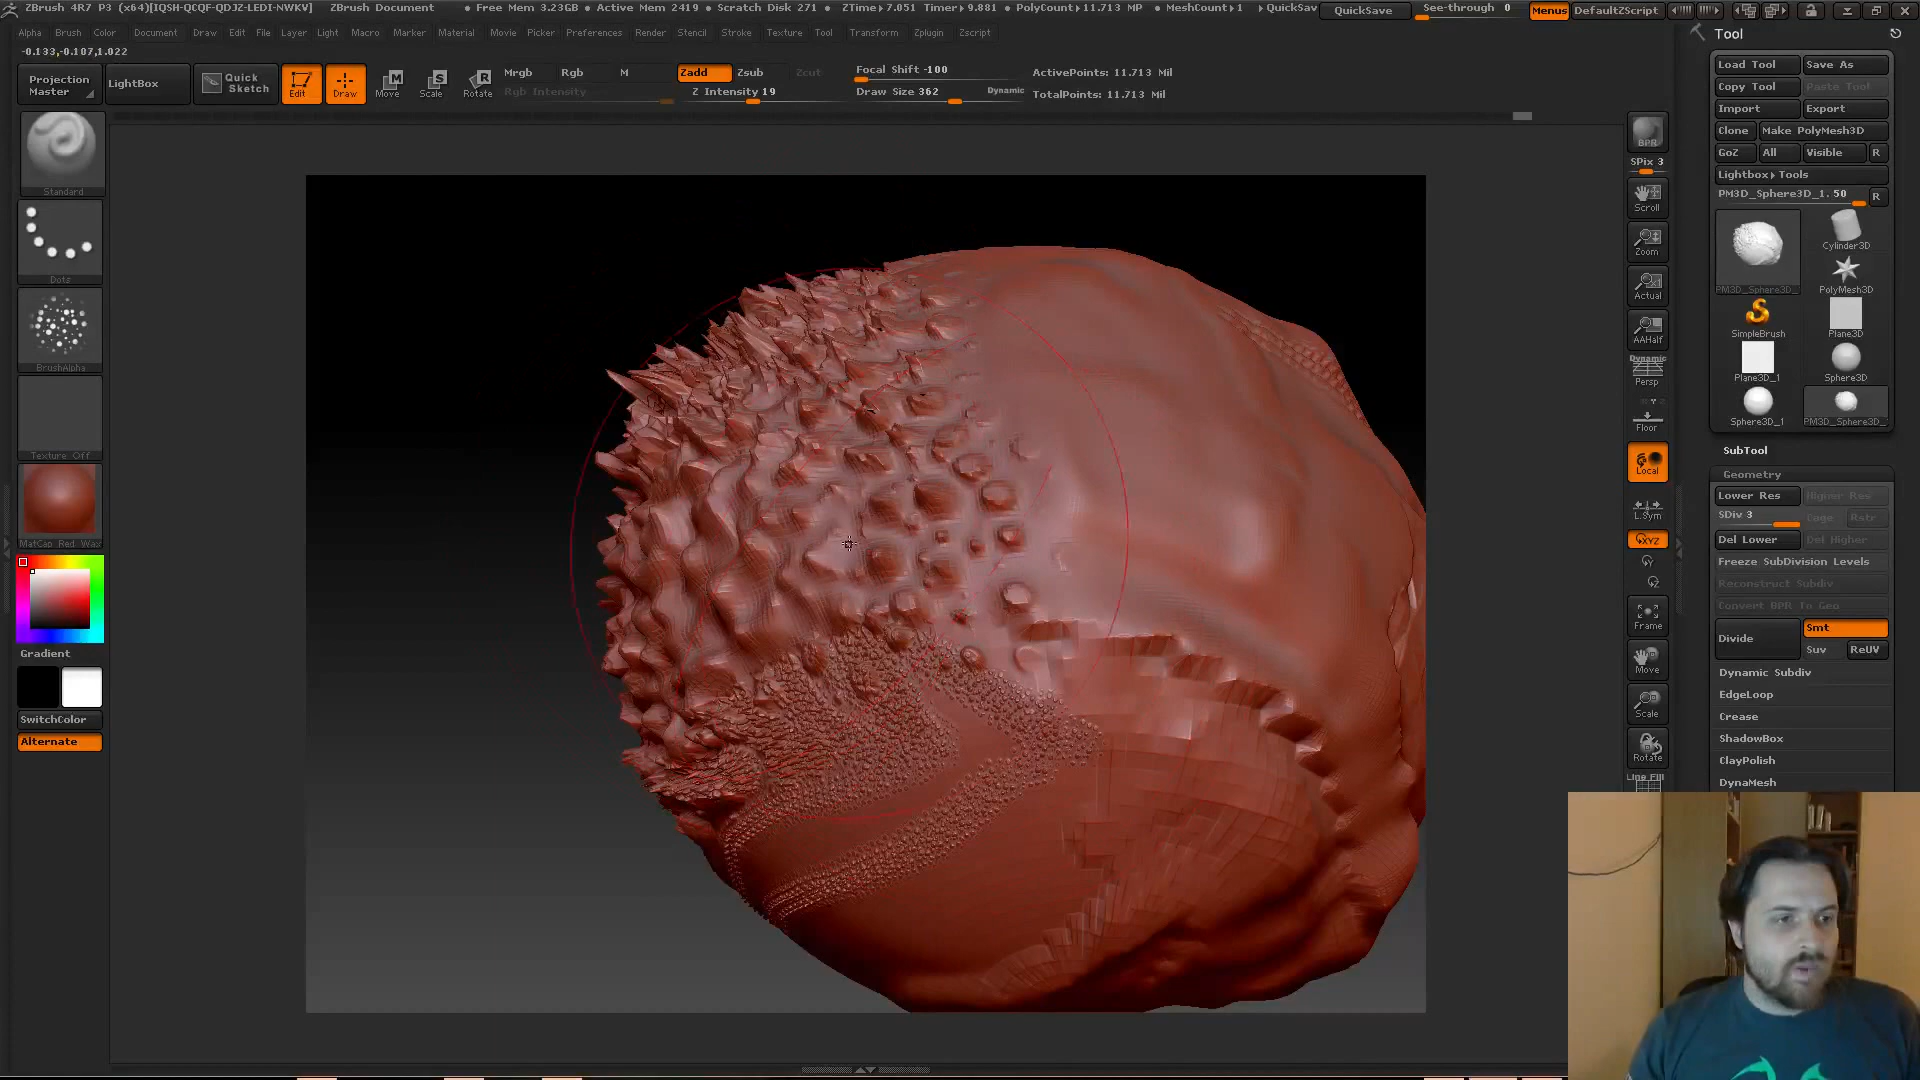 ZBrush 4R7 P3 (x64)[IQSH-QCQF-QDJZ-LEDI-NWKV] ZBrush Document • Free Mem 3.23GB • Active Mem 2419 • Scratch Disk 271 • ZTime▸7.051 Timer▸9.881 • PolyCount▸11.713 MP • MeshCount▸1 ▸QuickSav QuickSave See-through 0 Menus DefaultZScript
Alpha Brush Color Document Draw Edit File Layer Light Macro Marker Material Movie Picker Preferences Render Stencil Stroke Texture Tool Transform Zplugin Zscript
-0.133,-0.107,1.022
Projection Master
LightBox
Quick Sketch
Edit
Draw
Move
Scale
Rotate
Mrgb Rgb M
Rgb Intensity
Zadd Zsub Zcut
Z Intensity 19
Focal Shift -100
Draw Size 362 Dynamic
ActivePoints: 11.713 Mil
TotalPoints: 11.713 Mil
Standard
Dots
BrushAlpha
Texture Off
MatCap Red Wax
Gradient
SwitchColor
Alternate
BPR
SPix 3
Scroll
Zoom
Actual
AAHalf
Dynamic
Persp
Floor
Local
L.Sym
XYZ
Frame
Move
Scale
Rotate
Line Fill
Tool
Load Tool Save As
Copy Tool Paste Tool
Import Export
Clone Make PolyMesh3D
GoZ All Visible R
Lightbox▸Tools
PM3D_Sphere3D_1. 50 R
PM3D_Sphere3D_
Cylinder3D
PolyMesh3D
SimpleBrush
Plane3D
Plane3D_1
Sphere3D
Sphere3D_1
PM3D_Sphere3D_
SubTool
Geometry
Lower Res Higher Res
SDiv 3 Cage Rstr
Del Lower Del Higher
Freeze SubDivision Levels
Reconstruct Subdiv
Convert BPR To Geo
Divide Smt
Suv ReUV
Dynamic Subdiv
EdgeLoop
Crease
ShadowBox
ClayPolish
DynaMesh